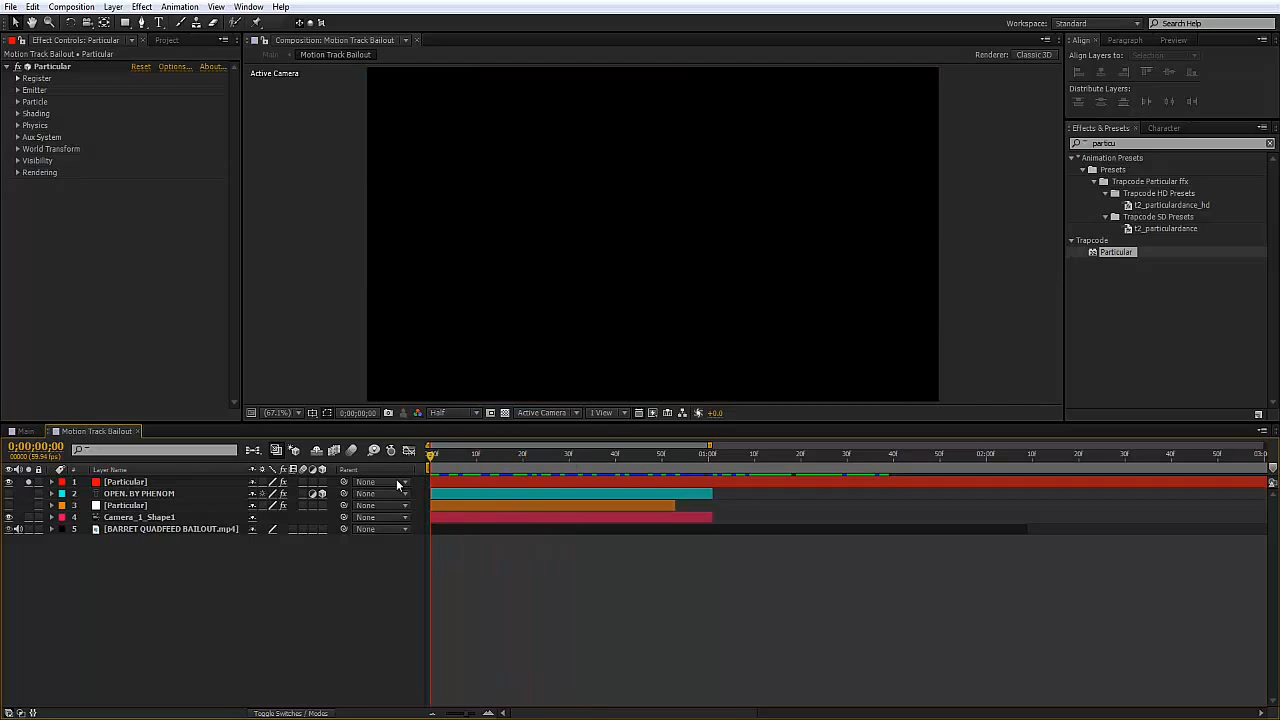 File Edit Composition Layer Effect Animation View Window Help
Workspace: Standard Search Help
Effect Controls: Particular Project
Composition: Motion Track Bailout
Align Paragraph Preview
Motion Track Bailout • Particular
Main Motion Track Bailout
Renderer: Classic 3D
Align Layers to: Selection
fx Particular Reset Options... About...
Active Camera
Register
Emitter
Distribute Layers:
Particle
Shading
Physics
Effects & Presets Character
Aux System
particu
World Transform
* Animation Presets
Visibility
Presets
Rendering
Trapcode Particular ffx
Trapcode HD Presets
t2_particulardance_hd
Trapcode SD Presets
t2_particulardance
Trapcode
Particular
(67.1%) 0;00;00;00 Half Active Camera 1 View +0.0
Main Motion Track Bailout
0;00;00;00
00000 (59.94 fps)
10f 20f 30f 40f 50f 01:00 10f 20f 30f 40f 50f 02:00 10f 20f 30f 40f 50f 03:0
# Layer Name Parent
1 [Particular] None
2 OPEN. BY PHENOM None
3 [Particular] None
4 Camera_1_Shape1 None
5 [BARRET QUADFEED BAILOUT.mp4] None
Toggle Switches / Modes